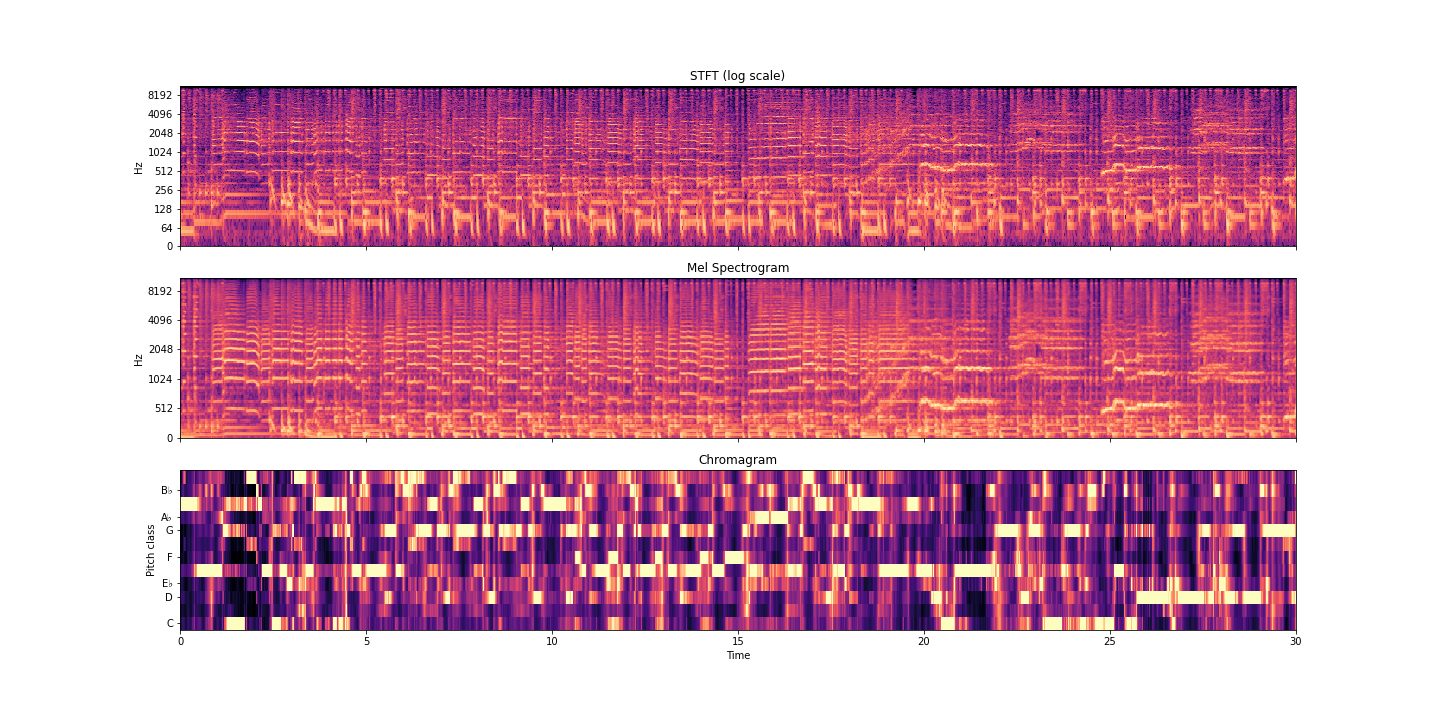 STFT (log scale)
8192
4096
2048
1024
512
256
128
64
0
Hz
Mel Spectrogram
8192
4096
2048
1024
512
0
Hz
Chromagram
B♭
A♭
G
F
E♭
D
C
Pitch class
0 5 10 15 20 25 30
Time